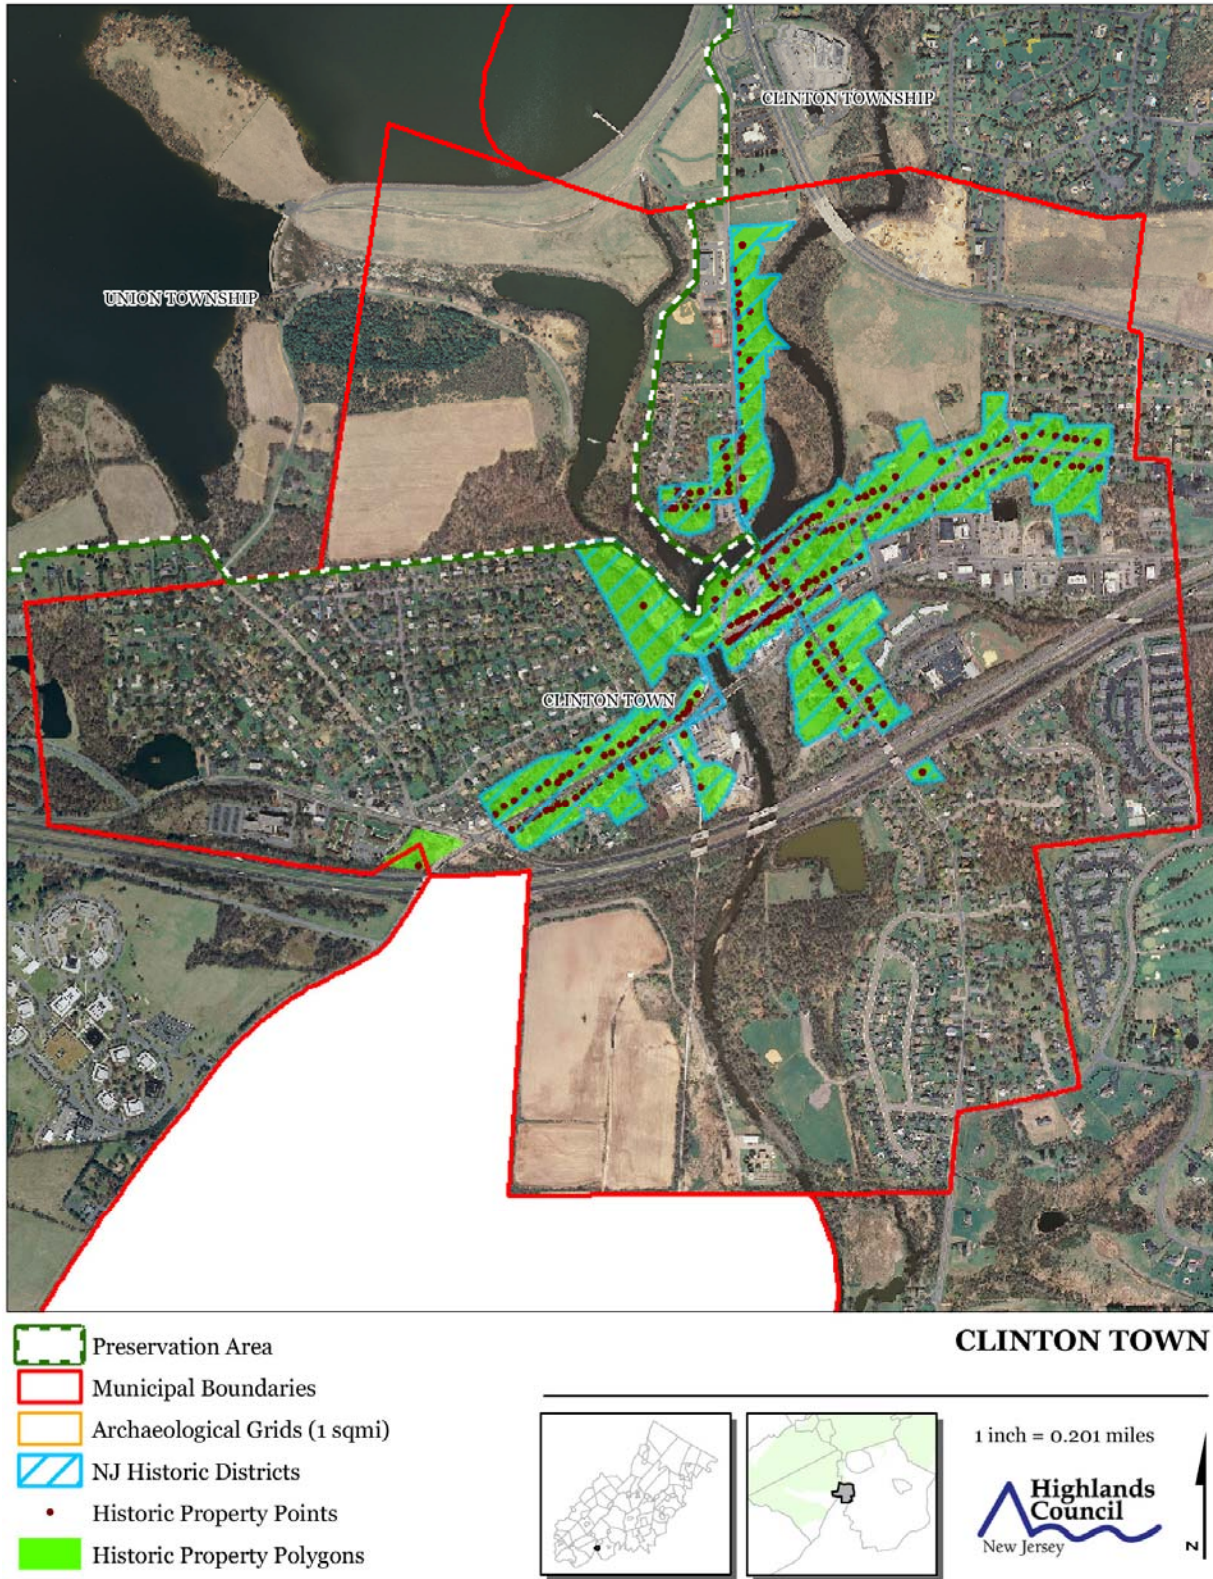 CLINTON TOWNSHIP
UNION TOWNSHIP
CLINTON TOWN
Preservation Area
Municipal Boundaries
Archaeological Grids (1 sqmi)
NJ Historic Districts
Historic Property Points
Historic Property Polygons
CLINTON TOWN
1 inch = 0.201 miles
Highlands
Council
New Jersey
N